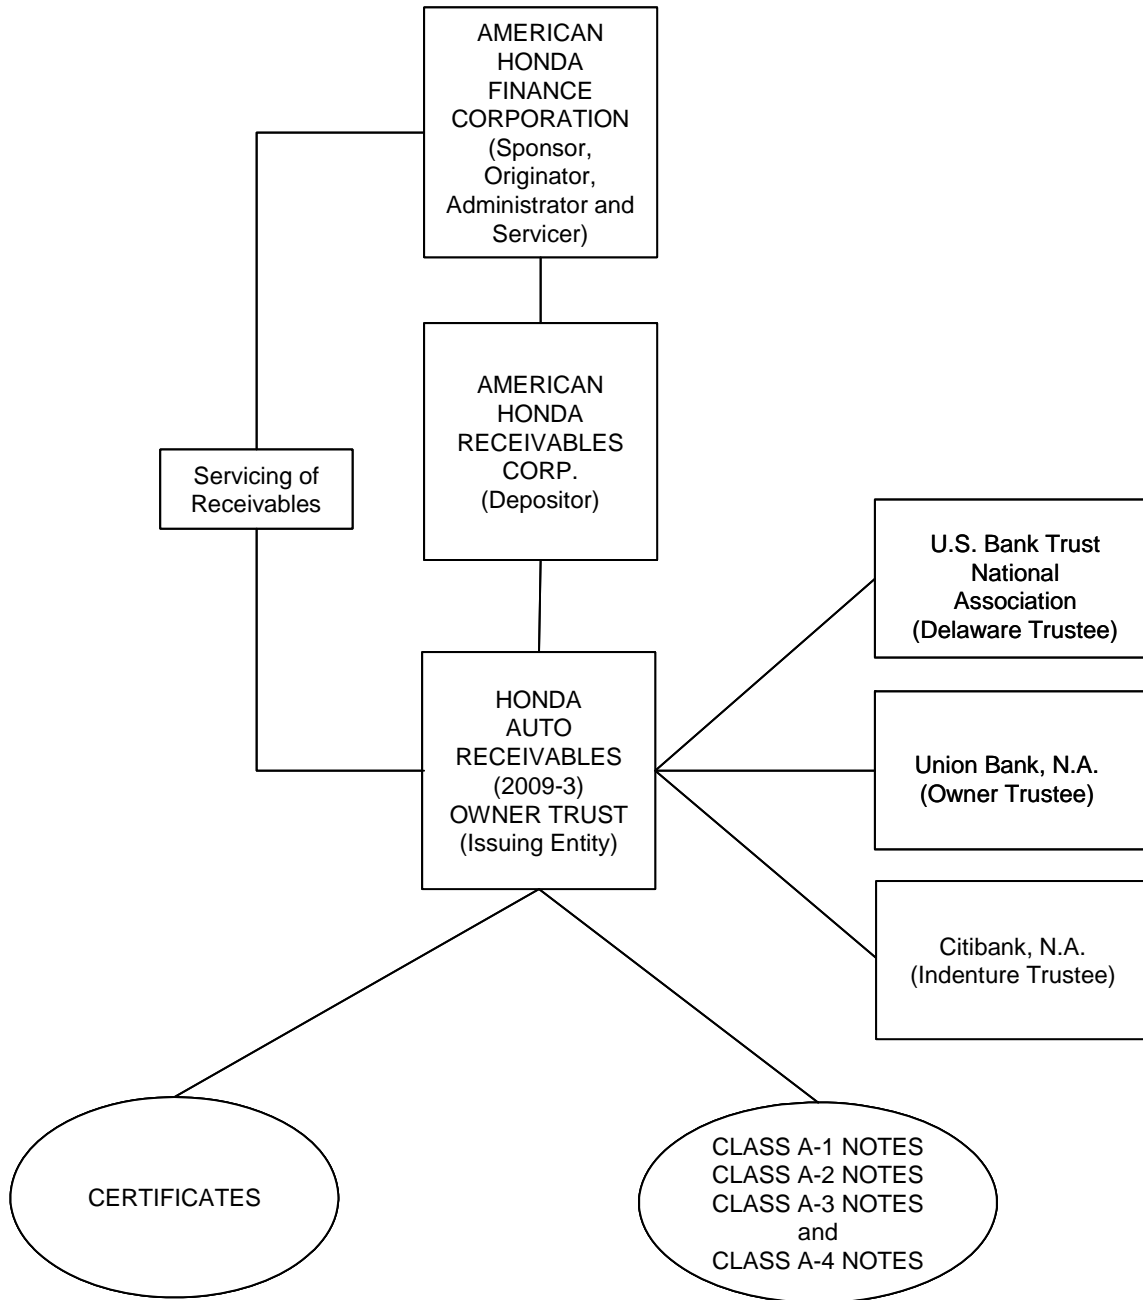 AMERICAN
HONDA
FINANCE
CORPORATION
(Sponsor,
Originator,
Administrator and
Servicer)
AMERICAN
HONDA
RECEIVABLES
CORP.
(Depositor)
Servicing of
Receivables
U.S. Bank Trust
National
Association
(Delaware Trustee)
HONDA
AUTO
RECEIVABLES
(2009-3)
OWNER TRUST
(Issuing Entity)
Union Bank, N.A.
(Owner Trustee)
Citibank, N.A.
(Indenture Trustee)
CERTIFICATES
CLASS A-1 NOTES
CLASS A-2 NOTES
CLASS A-3 NOTES
and
CLASS A-4 NOTES